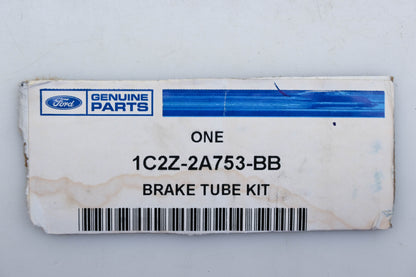 Ford
GENUINE
PARTS
ONE
1C2Z-2A753-BB
BRAKE TUBE KIT